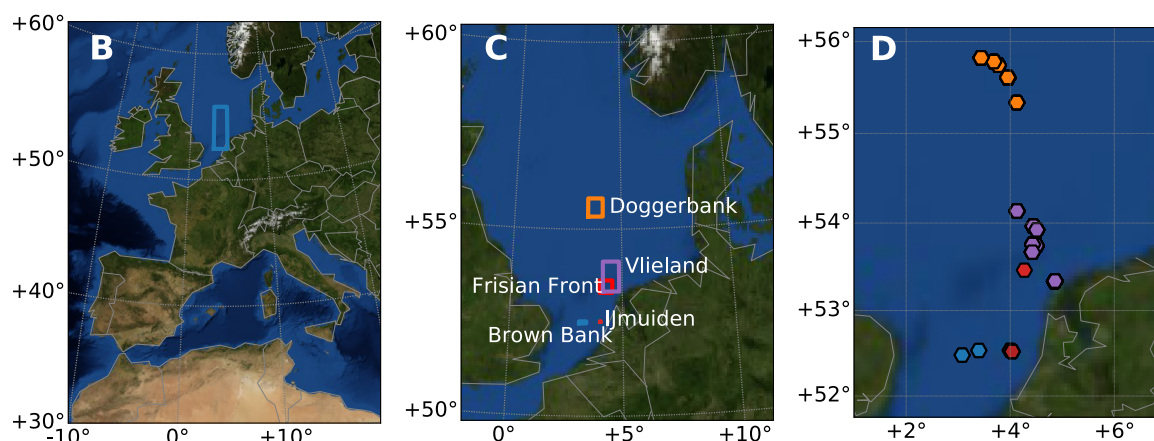 B
+60°
+50°
+40°
+30°
-10°
0°
+10°
C
+60°
+55°
+50°
Doggerbank
Vlieland
Frisian Front
IJmuiden
Brown Bank
0°
+5°
+10°
D
+56°
+55°
+54°
+53°
+52°
+2°
+4°
+6°